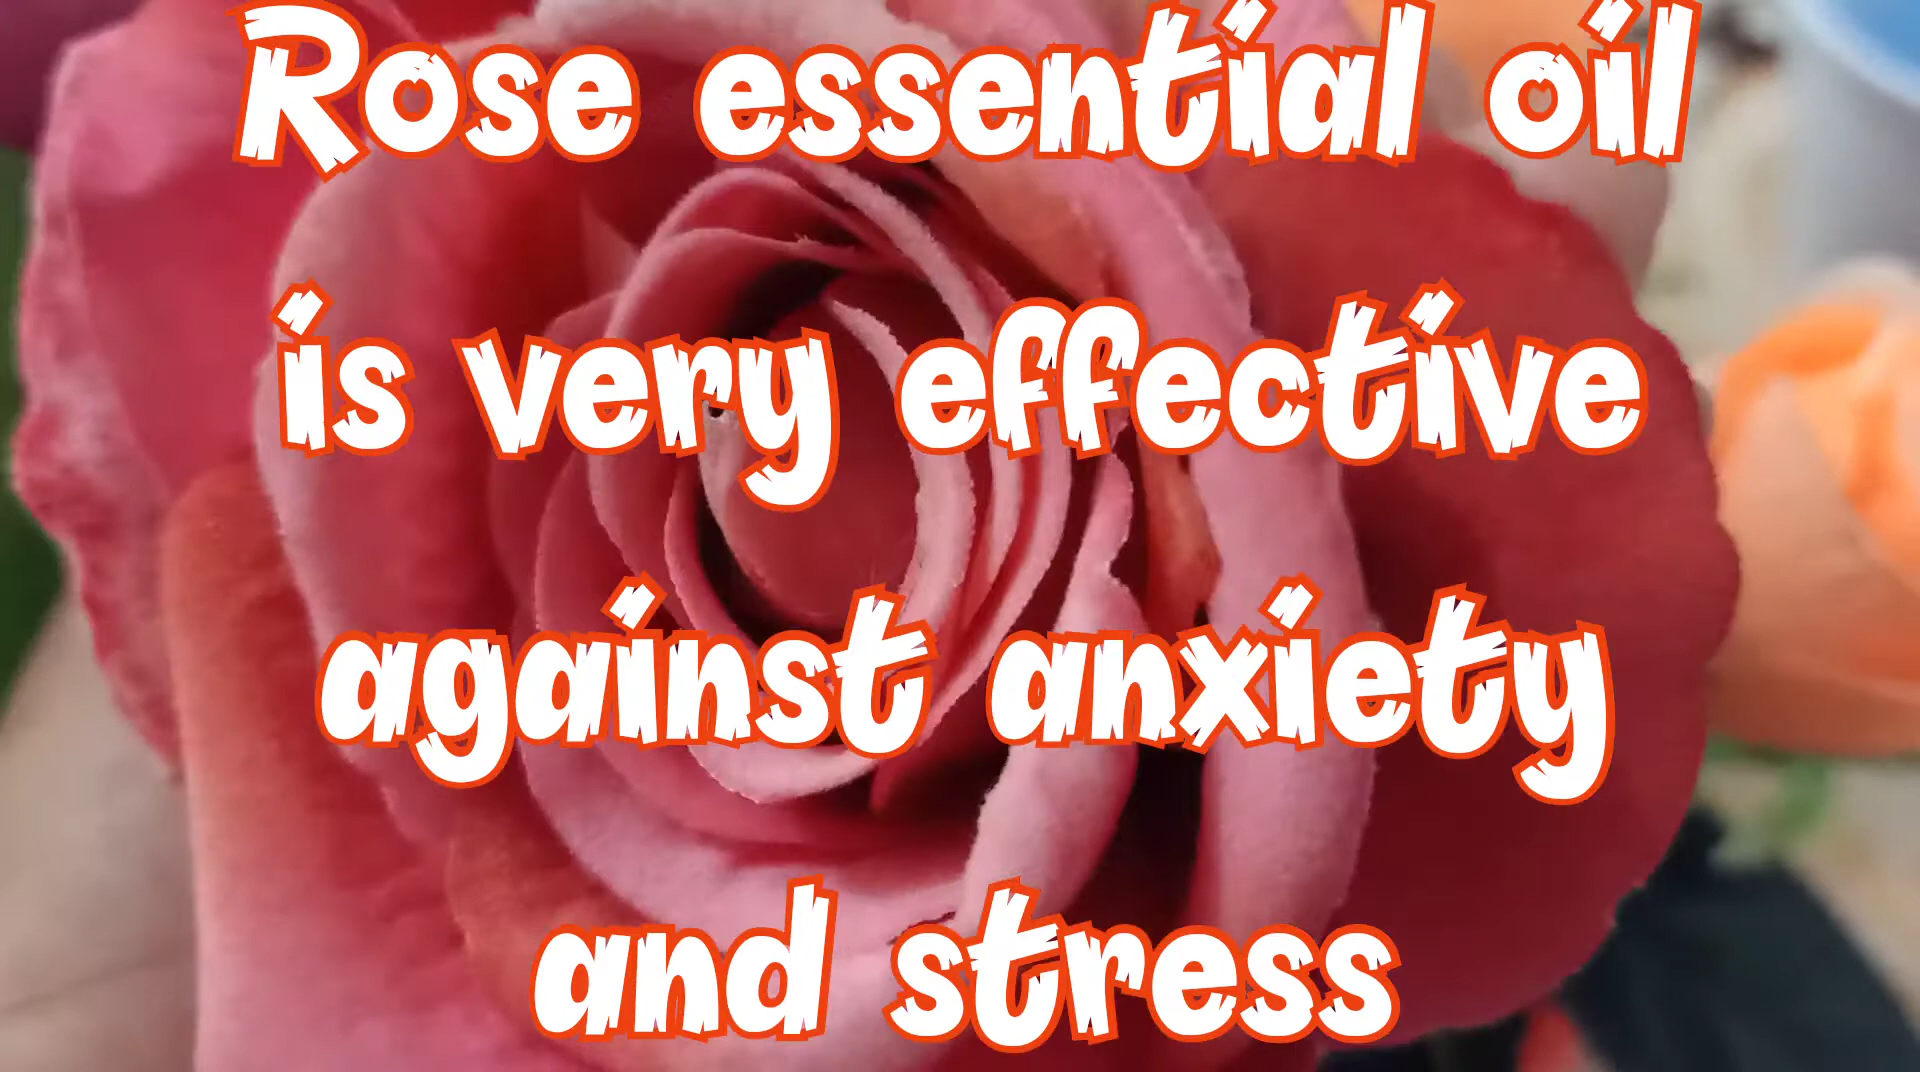 Rose essential oil
is very effective
against anxiety
and stress